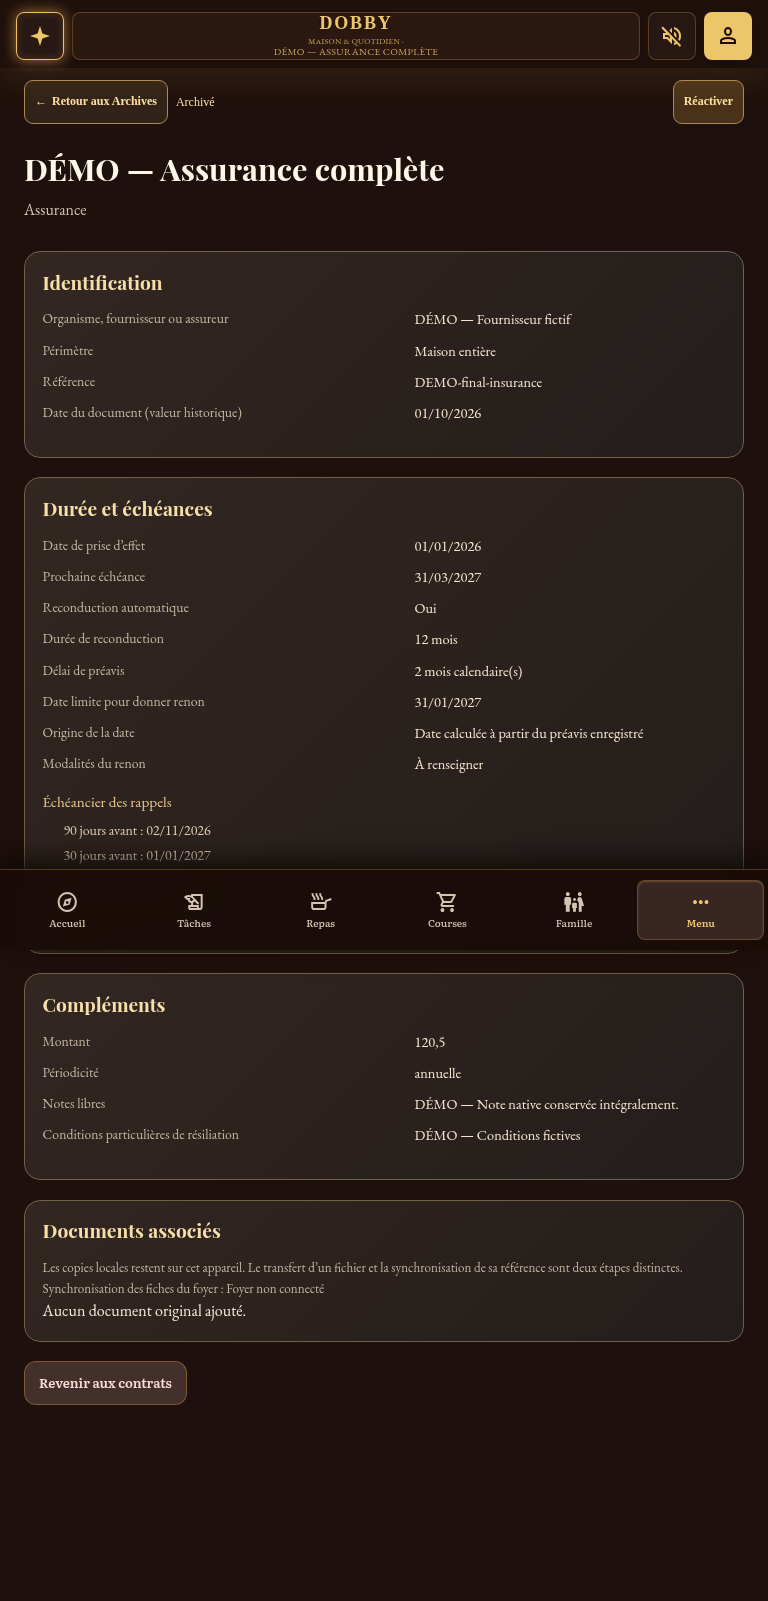 DOBBY
MAISON & QUOTIDIEN ·
DÉMO — ASSURANCE COMPLÈTE
← Retour aux Archives
Archivé
Réactiver
DÉMO — Assurance complète
Assurance
Identification
Organisme, fournisseur ou assureur DÉMO — Fournisseur fictif
Périmètre Maison entière
Référence DEMO-final-insurance
Date du document (valeur historique) 01/10/2026
Durée et échéances
Date de prise d’effet 01/01/2026
Prochaine échéance 31/03/2027
Reconduction automatique Oui
Durée de reconduction 12 mois
Délai de préavis 2 mois calendaire(s)
Date limite pour donner renon 31/01/2027
Origine de la date Date calculée à partir du préavis enregistré
Modalités du renon À renseigner
Échéancier des rappels
90 jours avant : 02/11/2026
30 jours avant : 01/01/2027
Accueil
Tâches
Repas
Courses
Famille
Menu
Compléments
Montant 120,5
Périodicité annuelle
Notes libres DÉMO — Note native conservée intégralement.
Conditions particulières de résiliation DÉMO — Conditions fictives
Documents associés
Les copies locales restent sur cet appareil. Le transfert d’un fichier et la synchronisation de sa référence sont deux étapes distinctes.
Synchronisation des fiches du foyer : Foyer non connecté
Aucun document original ajouté.
Revenir aux contrats